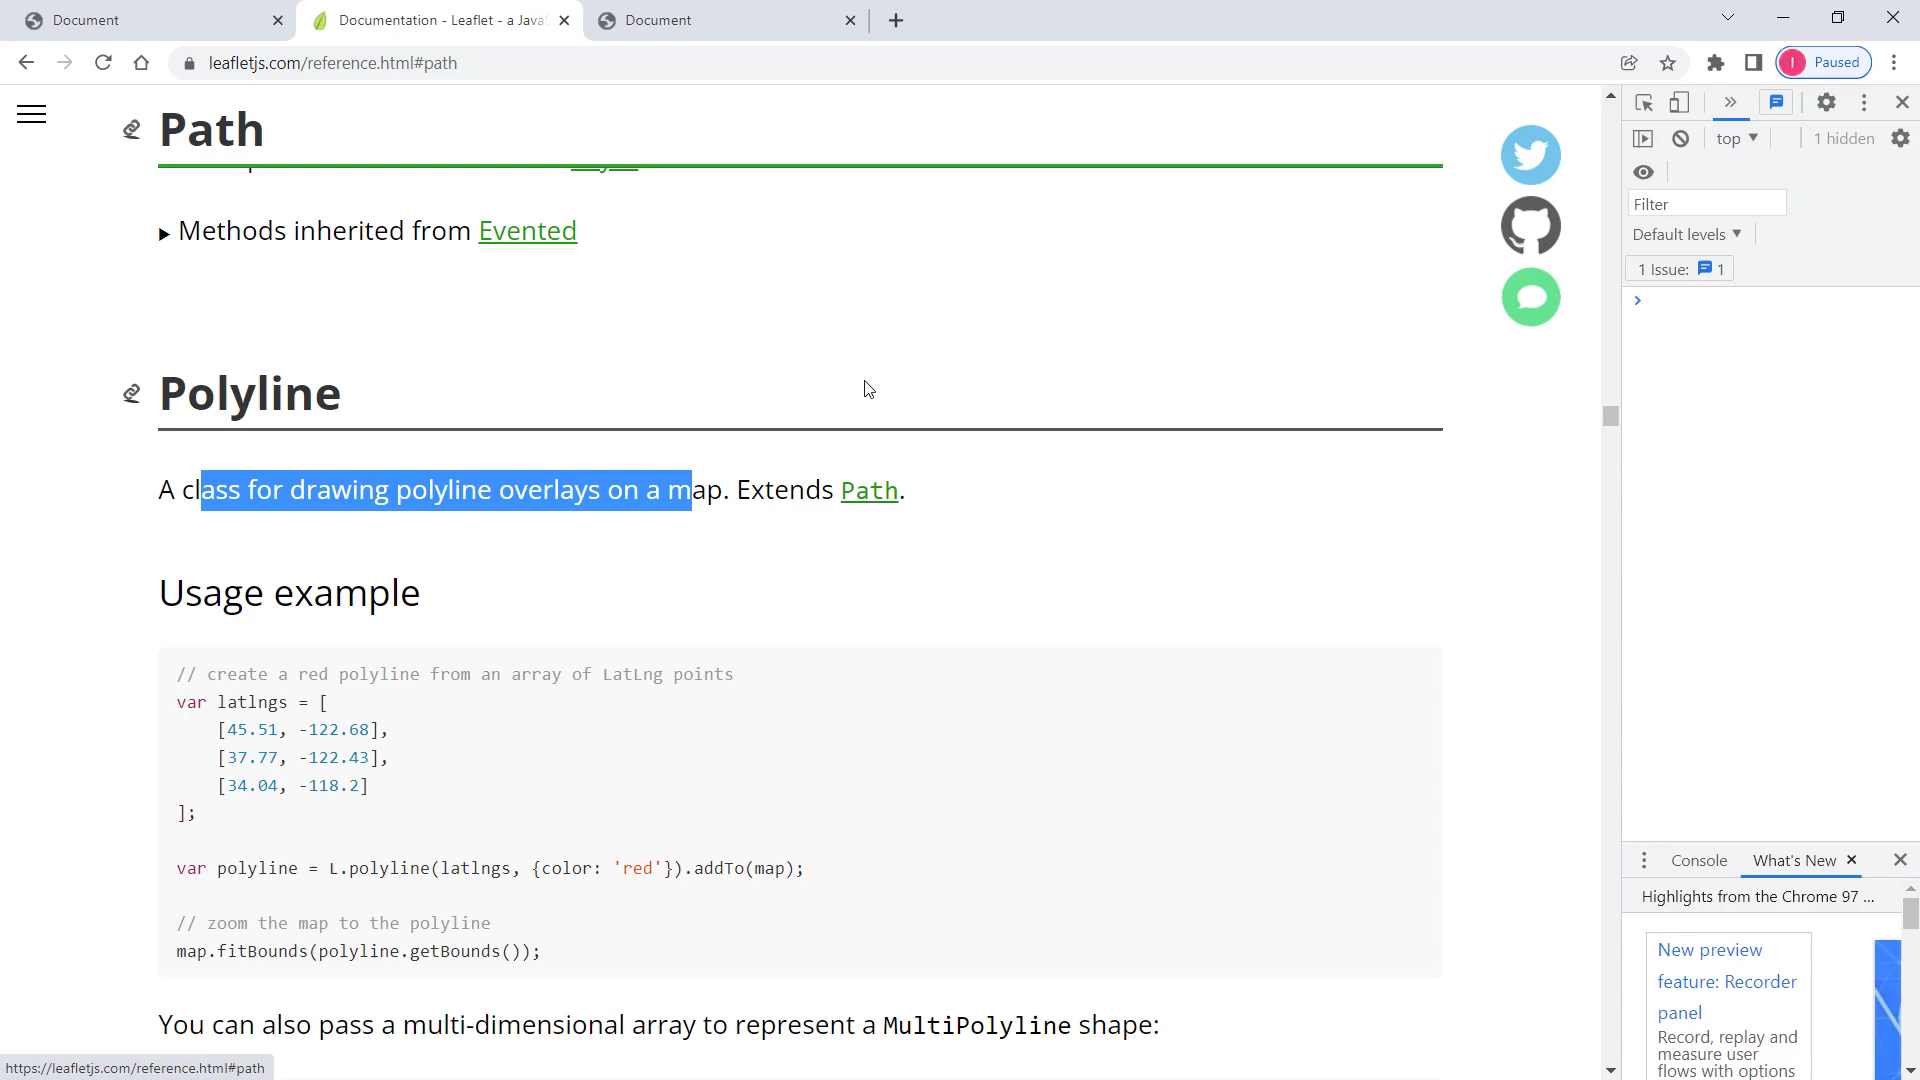 Document
Documentation - Leaflet - a JavaS
Document
leafletjs.com/reference.html#path
Paused
Path
Methods inherited from Evented
Polyline
A class for drawing polyline overlays on a map. Extends Path.
Usage example
// create a red polyline from an array of LatLng points
var latlngs = [
[45.51, -122.68],
[37.77, -122.43],
[34.04, -118.2]
];
var polyline = L.polyline(latlngs, {color: 'red'}).addTo(map);
// zoom the map to the polyline
map.fitBounds(polyline.getBounds());
You can also pass a multi-dimensional array to represent a MultiPolyline shape:
https://leafletjs.com/reference.html#path
top
1 hidden
Filter
Default levels
1 Issue: 1
Console
What's New
Highlights from the Chrome 97 ...
New preview
feature: Recorder
panel
Record, replay and
measure user
flows with options